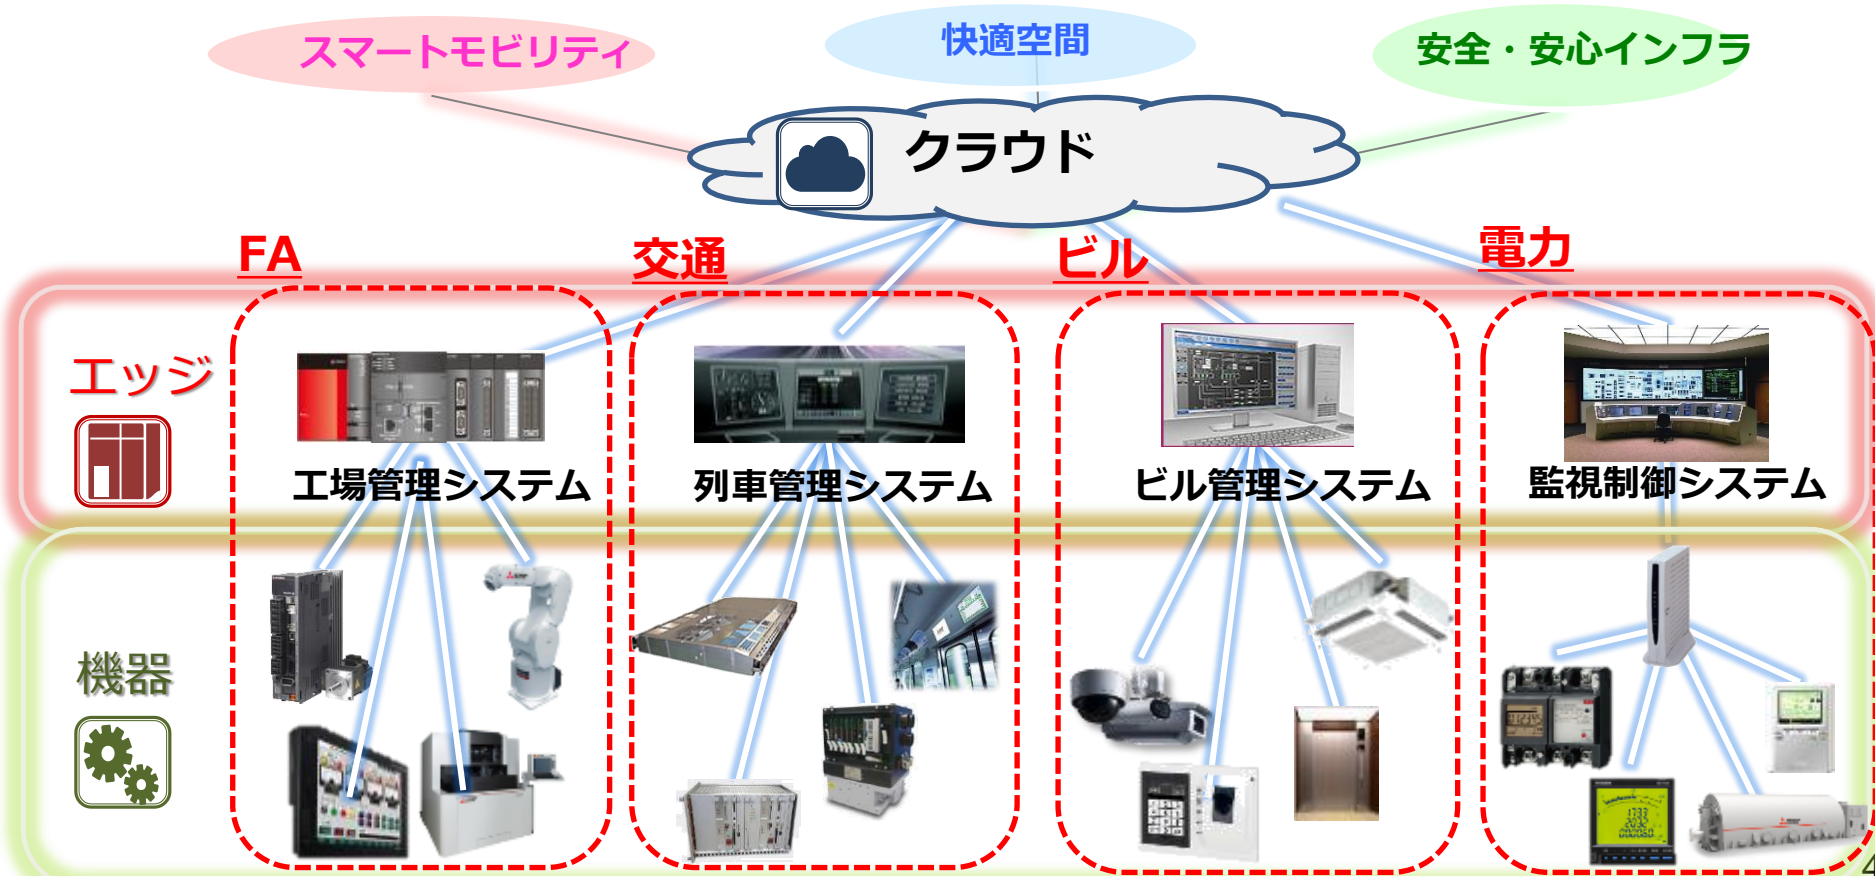 スマートモビリティ
快適空間
安全・安心インフラ
クラウド
FA
交通
ビル
電力
エッジ
工場管理システム
列車管理システム
ビル管理システム
監視制御システム
機器